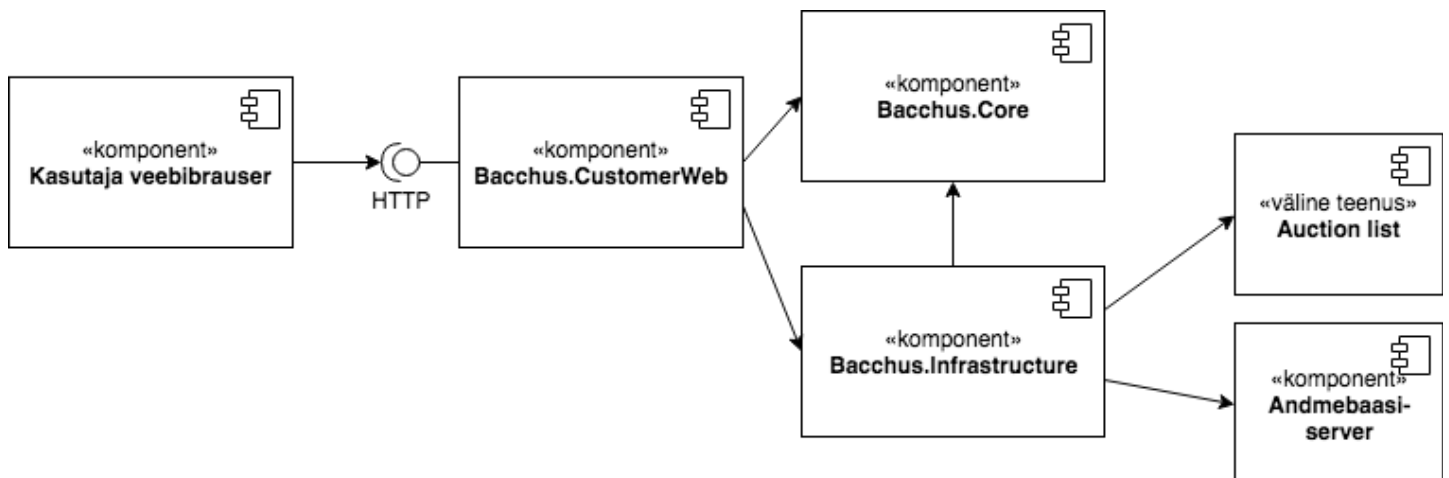 «komponent»
Kasutaja veebibrauser
HTTP
«komponent»
Bacchus.CustomerWeb
«komponent»
Bacchus.Core
«komponent»
Bacchus.Infrastructure
«väline teenus»
Auction list
«komponent»
Andmebaasi-
server